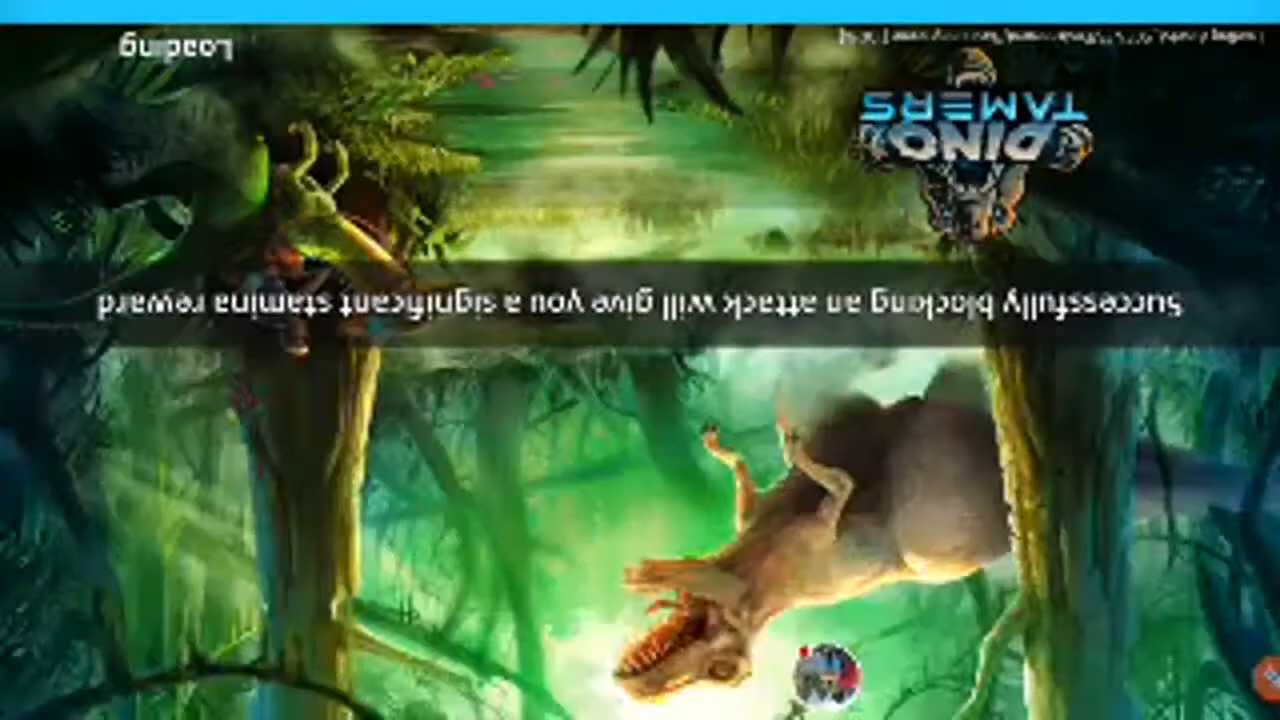 Successfully blocking an attack will give you a significant stamina reward
DINO
TAMERS
Loading